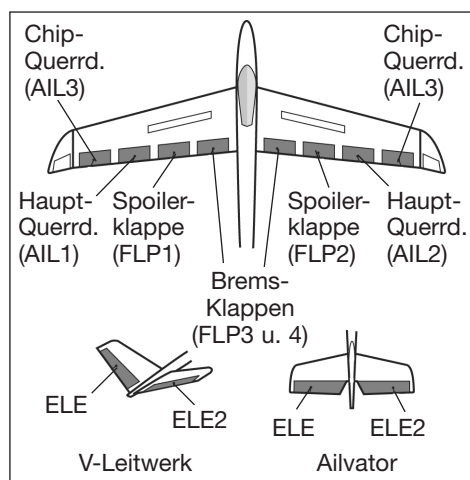 Chip-
Querrd.
(AIL3)
Chip-
Querrd.
(AIL3)
Haupt-
Querrd.
(AIL1)
Spoiler-
klappe
(FLP1)
Spoiler-
klappe
(FLP2)
Haupt-
Querrd.
(AIL2)
Brems-
Klappen
(FLP3 u. 4)
ELE
ELE2
V-Leitwerk
ELE
ELE2
Ailvator